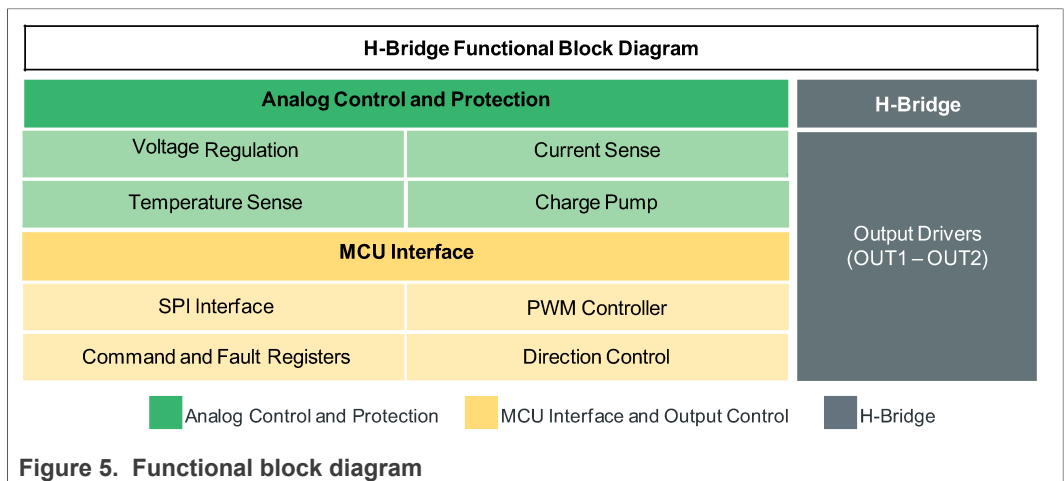 H-Bridge Functional Block Diagram
Analog Control and Protection
H-Bridge
Voltage Regulation
Current Sense
Temperature Sense
Charge Pump
MCU Interface
Output Drivers
(OUT1 – OUT2)
SPI Interface
PWM Controller
Command and Fault Registers
Direction Control
Analog Control and Protection
MCU Interface and Output Control
H-Bridge
Figure 5. Functional block diagram